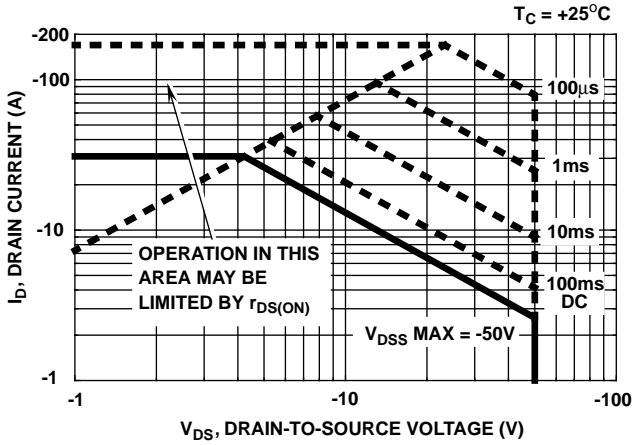 T_C = +25°C
-200
-100
-10
-1
I_D, DRAIN CURRENT (A)
100µs
1ms
10ms
100ms
DC
OPERATION IN THIS
AREA MAY BE
LIMITED BY r_DS(ON)
V_DSS MAX = -50V
-1
-10
-100
V_DS, DRAIN-TO-SOURCE VOLTAGE (V)